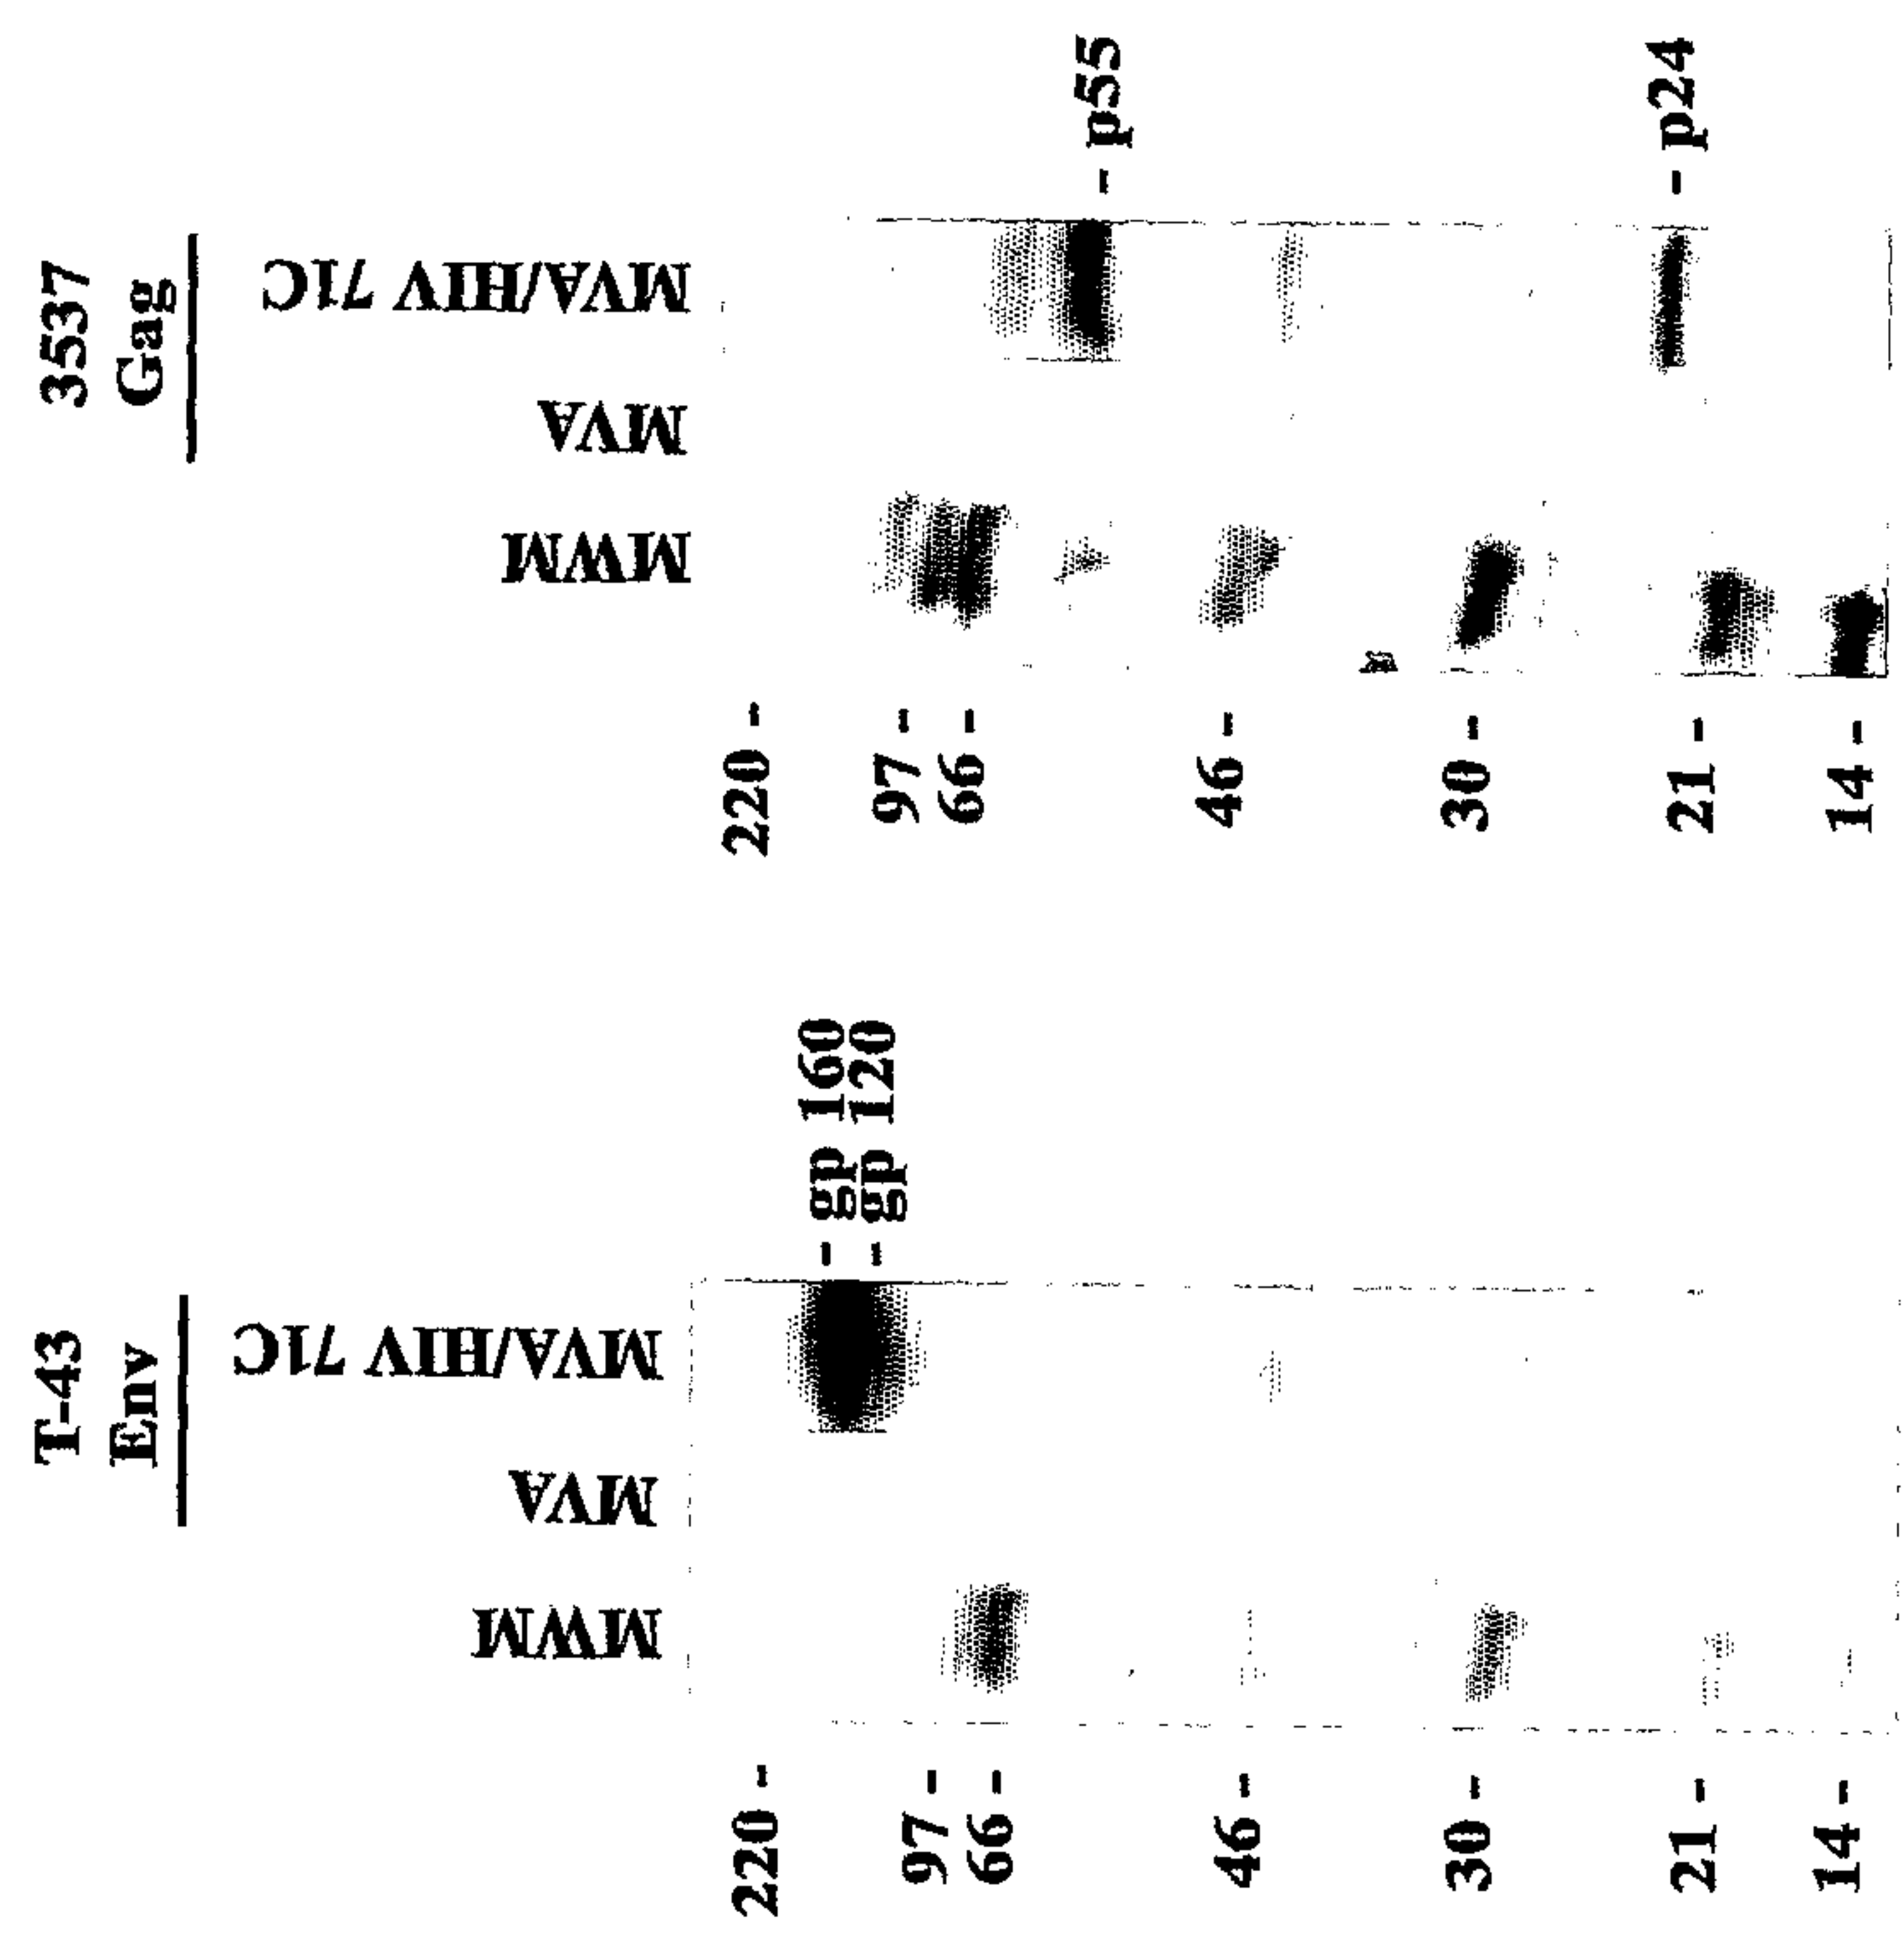 T-43
Env
MWM
MVA
MVA/HIV 71C
220 -
97 -
66 -
46 -
30 -
21 -
14 -
- gp 160
- gp 120
3537
Gag
MWM
MVA
MVA/HIV 71C
220 -
97 -
66 -
46 -
30 -
21 -
14 -
- p55
- p24